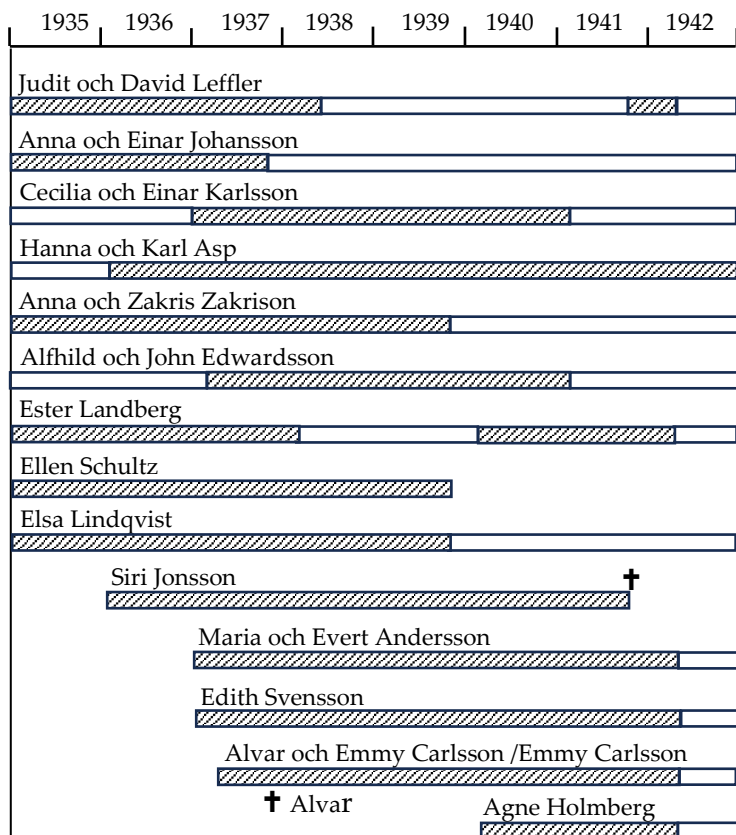 1935 1936 1937 1938 1939 1940 1941 1942
Judit och David Leffler
Anna och Einar Johansson
Cecilia och Einar Karlsson
Hanna och Karl Asp
Anna och Zakris Zakrison
Alfhild och John Edwardsson
Ester Landberg
Ellen Schultz
Elsa Lindqvist
Siri Jonsson
Maria och Evert Andersson
Edith Svensson
Alvar och Emmy Carlsson /Emmy Carlsson
Alvar
Agne Holmberg